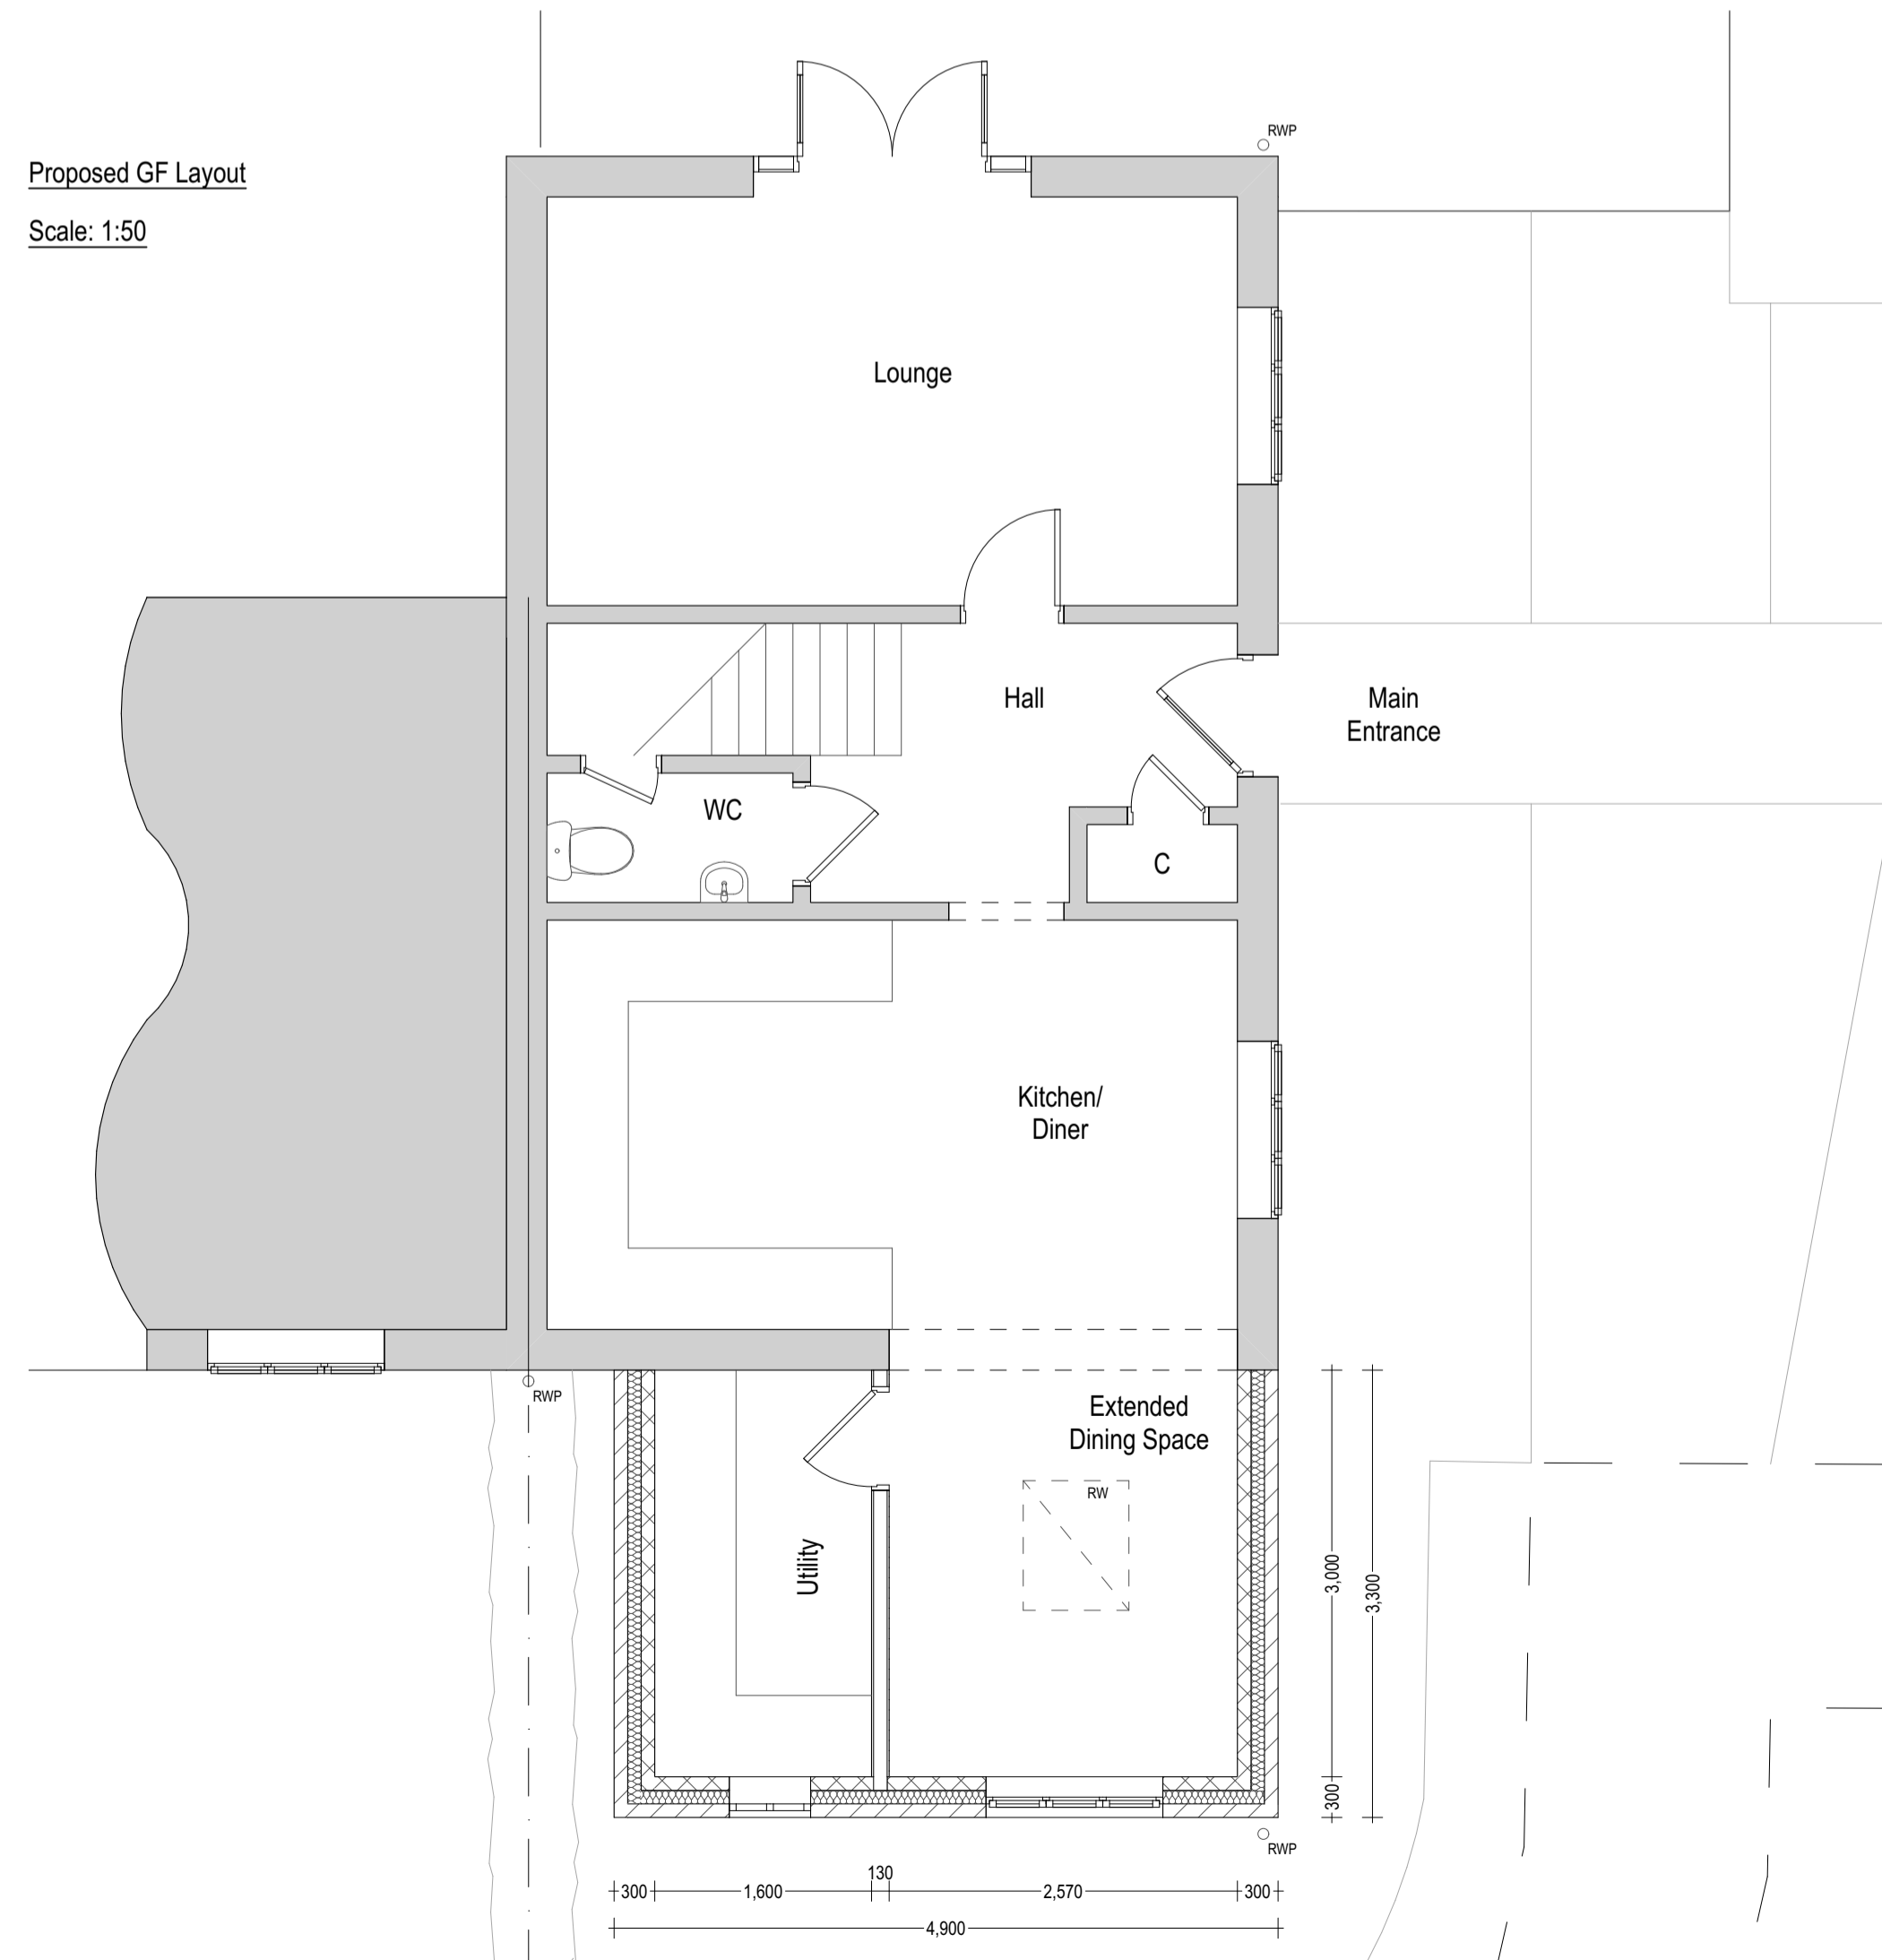 RWP
Proposed GF Layout
Scale: 1:50
Lounge
Hall
Main
Entrance
WC
C
Kitchen/
Diner
RWP
Extended
Dining Space
RW
Utility
3,000
3,300
300
RWP
130
300
1,600
2,570
300
4,900